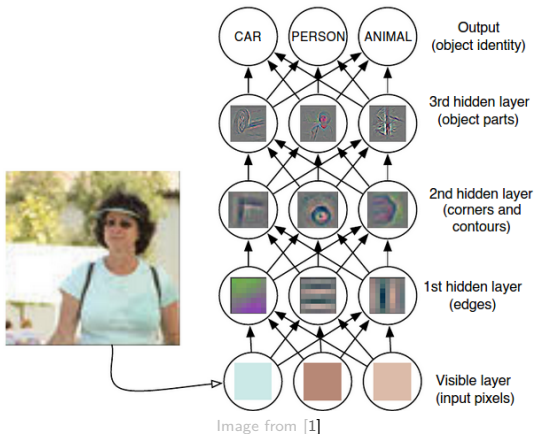 CAR
PERSON
ANIMAL
Output
(object identity)
3rd hidden layer
(object parts)
2nd hidden layer
(corners and
contours)
1st hidden layer
(edges)
Visible layer
(input pixels)
Image from [1]